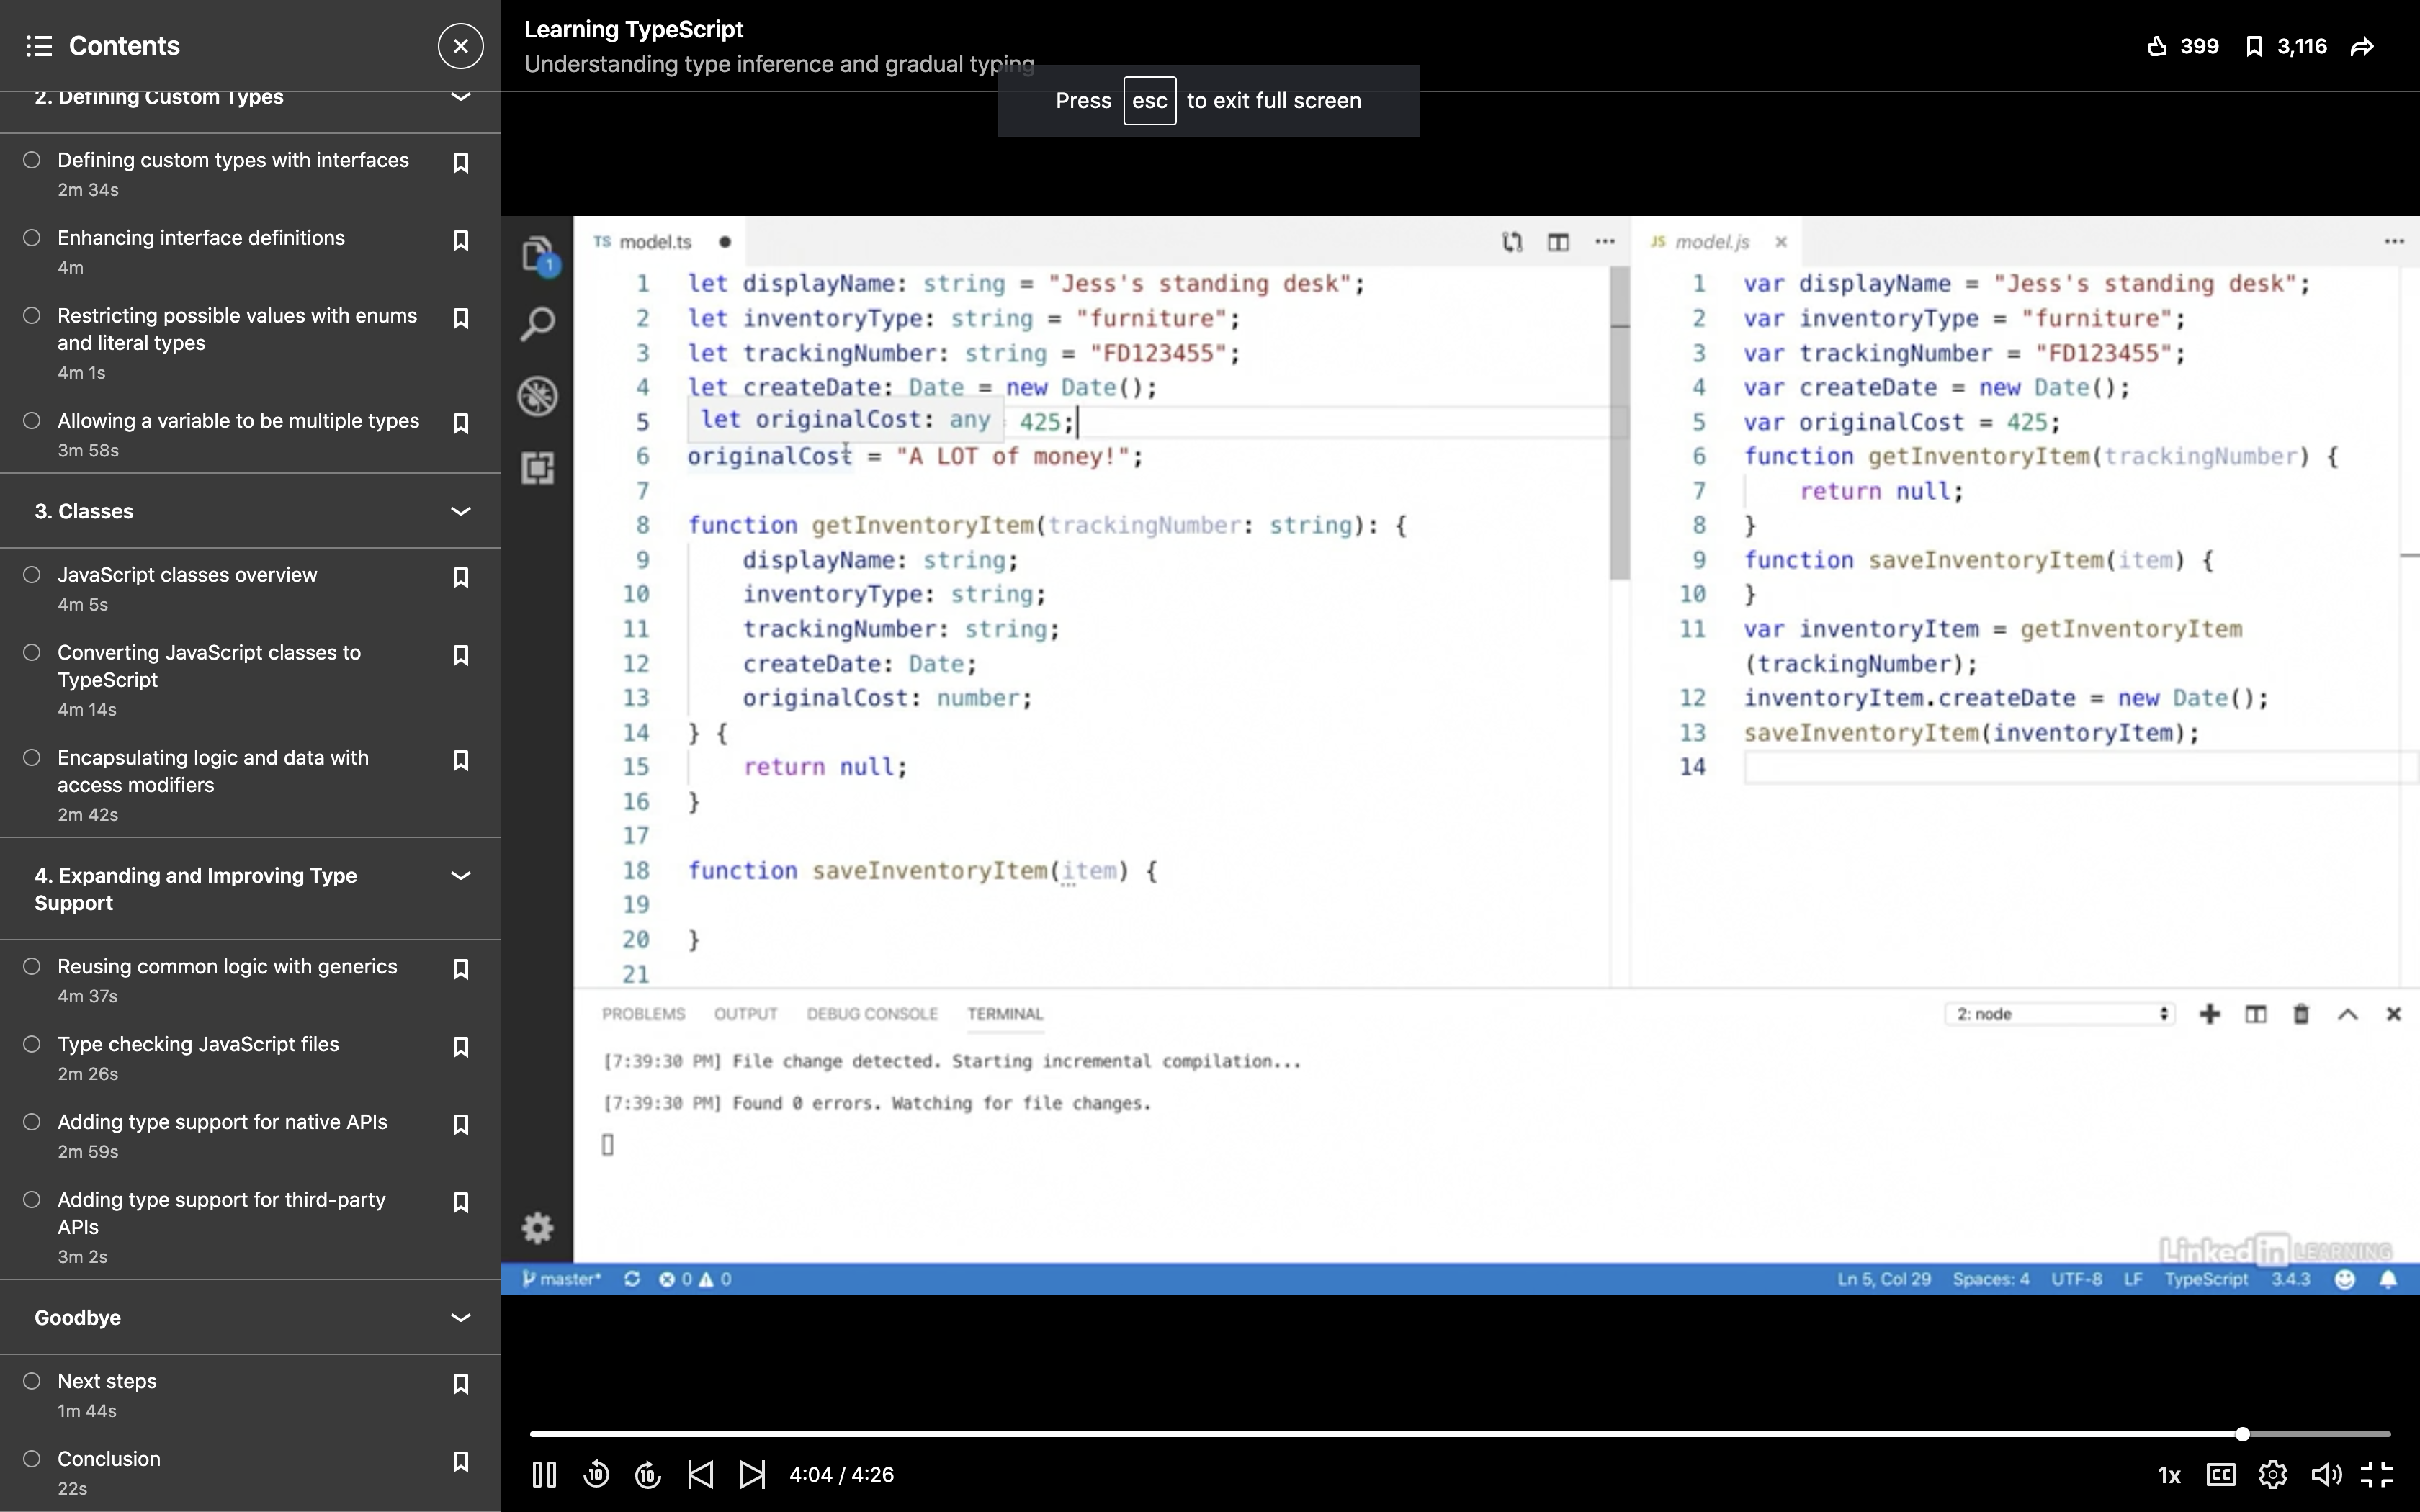 Contents
2. Defining Custom Types
Defining custom types with interfaces
2m 34s
Enhancing interface definitions
4m
Restricting possible values with enums
and literal types
4m 1s
Allowing a variable to be multiple types
3m 58s
3. Classes
JavaScript classes overview
4m 5s
Converting JavaScript classes to
TypeScript
4m 14s
Encapsulating logic and data with
access modifiers
2m 42s
4. Expanding and Improving Type
Support
Reusing common logic with generics
4m 37s
Type checking JavaScript files
2m 26s
Adding type support for native APIs
2m 59s
Adding type support for third-party
APIs
3m 2s
Goodbye
Next steps
1m 44s
Conclusion
22s
Learning TypeScript
Understanding type inference and gradual typing
399 3,116
Press esc to exit full screen
1
TS model.ts
1 let displayName: string = "Jess's standing desk";
2 let inventoryType: string = "furniture";
3 let trackingNumber: string = "FD123455";
4 let createDate: Date = new Date();
5 let originalCost: any 425;
6 originalCost = "A LOT of money!";
7
8 function getInventoryItem(trackingNumber: string): {
9 displayName: string;
10 inventoryType: string;
11 trackingNumber: string;
12 createDate: Date;
13 originalCost: number;
14 } {
15 return null;
16 }
17
18 function saveInventoryItem(item) {
19
20 }
21
JS model.js
1 var displayName = "Jess's standing desk";
2 var inventoryType = "furniture";
3 var trackingNumber = "FD123455";
4 var createDate = new Date();
5 var originalCost = 425;
6 function getInventoryItem(trackingNumber) {
7 return null;
8 }
9 function saveInventoryItem(item) {
10 }
11 var inventoryItem = getInventoryItem
(trackingNumber);
12 inventoryItem.createDate = new Date();
13 saveInventoryItem(inventoryItem);
14
PROBLEMS OUTPUT DEBUG CONSOLE TERMINAL 2: node
[7:39:30 PM] File change detected. Starting incremental compilation...
[7:39:30 PM] Found 0 errors. Watching for file changes.
Linked in LEARNING
master* 0 0 Ln 5, Col 29 Spaces: 4 UTF-8 LF TypeScript 3.4.3
10 10 4:04 / 4:26 1x CC